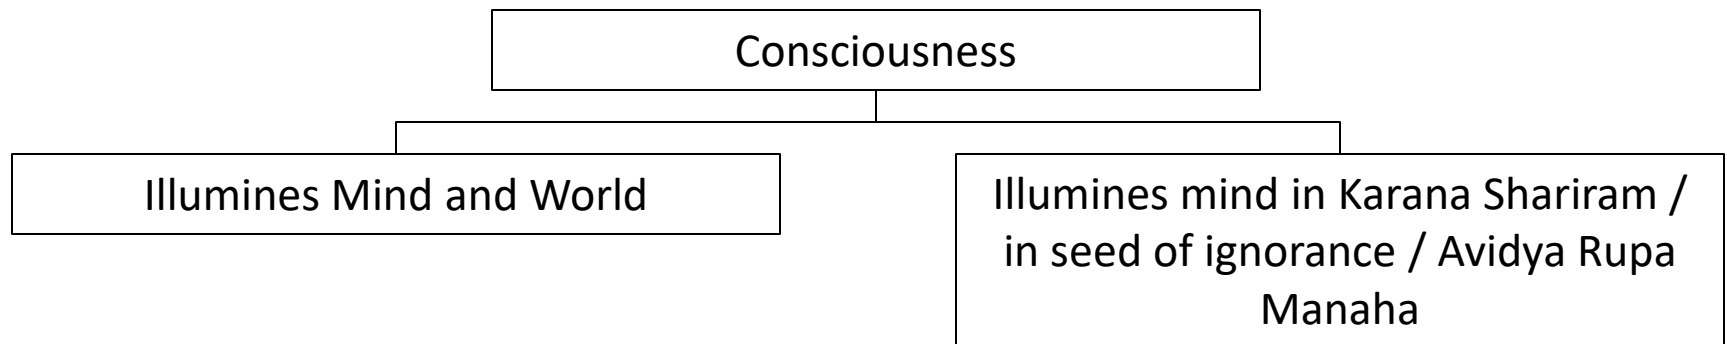 Consciousness
Illumines Mind and World
Illumines mind in Karana Shariram /
in seed of ignorance / Avidya Rupa
Manaha